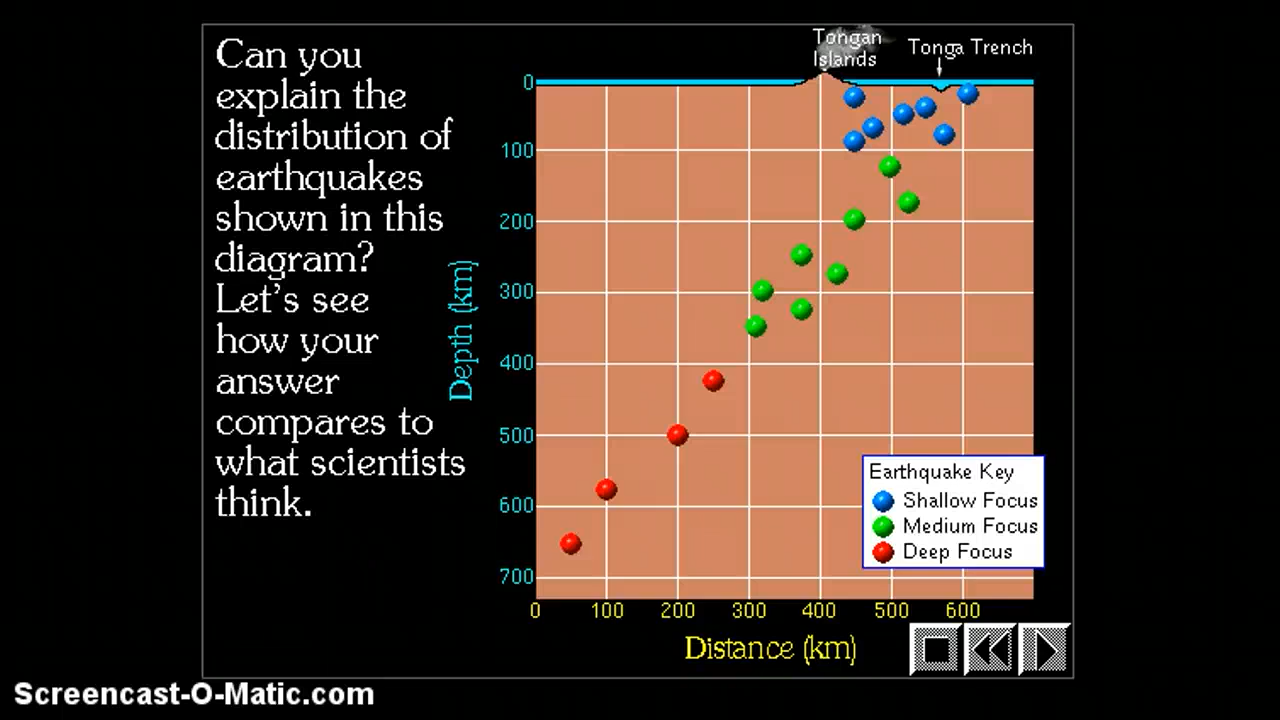 Can you
explain the
distribution of
earthquakes
shown in this
diagram?
Let's see
how your
answer
compares to
what scientists
think.
Tongan
Islands
Tonga Trench
0
100
200
300
400
500
600
700
Depth (km)
0 100 200 300 400 500 600
Distance (km)
Earthquake Key
Shallow Focus
Medium Focus
Deep Focus
Screencast-O-Matic.com